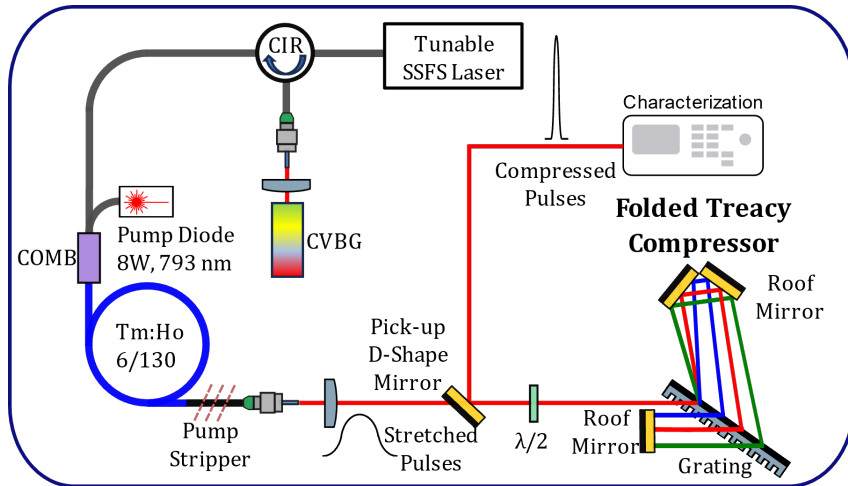 CIR
Tunable
SSFS Laser
Characterization
Compressed
Pulses
Folded Treacy
Compressor
CVBG
Pump Diode
8W, 793 nm
COMB
Roof
Mirror
Tm:Ho
6/130
Pick-up
D-Shape
Mirror
Pump
Stripper
Stretched
Pulses
λ/2
Roof
Mirror
Grating